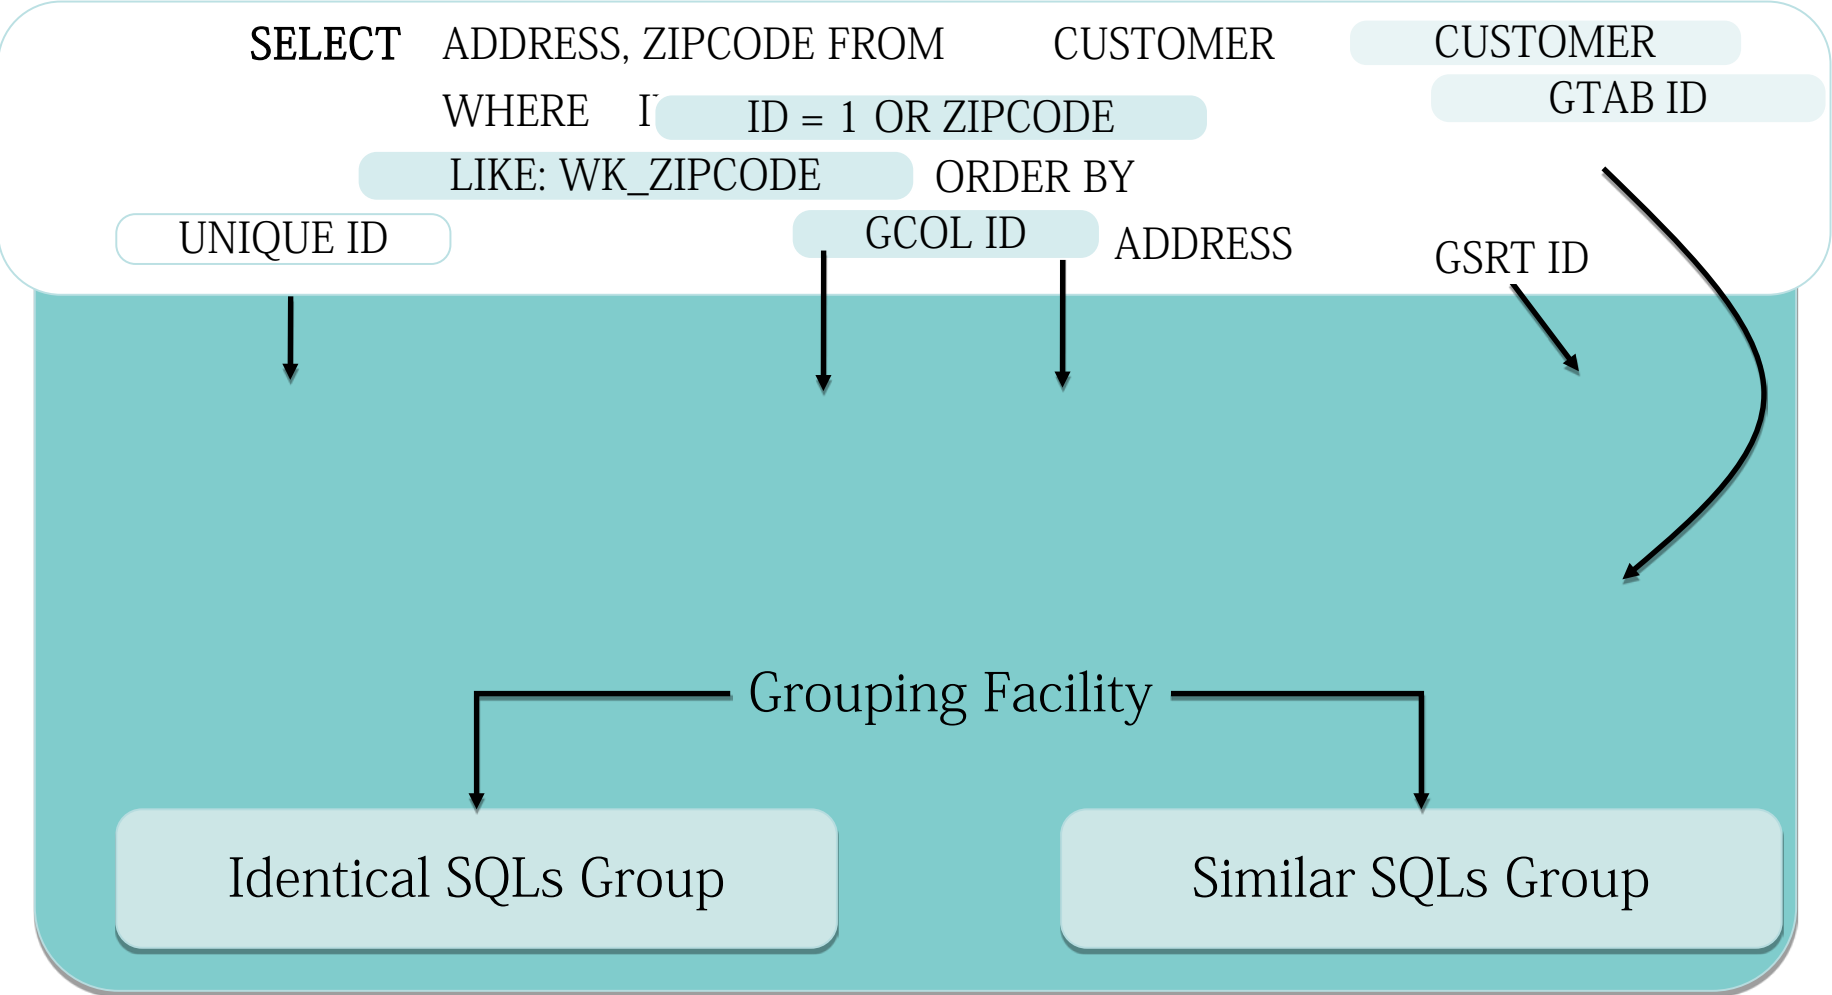 SELECT ADDRESS, ZIPCODE FROM CUSTOMER CUSTOMER
GTAB ID
WHERE ID = 1 OR ZIPCODE
LIKE: WK_ZIPCODE ORDER BY
UNIQUE ID GCOL ID ADDRESS GSRT ID
Grouping Facility
Identical SQLs Group Similar SQLs Group